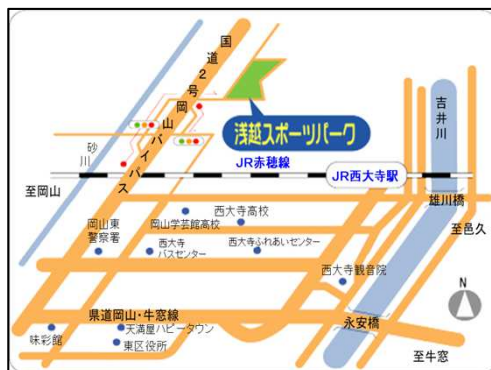 国道2号岡山バイパス
浅越スポーツパーク
吉井川
砂川
JR赤穂線
JR西大寺駅
至岡山
雄川橋
西大寺高校
岡山学芸館高校
至邑久
岡山東
警察署
西大寺
バスセンター
西大寺ふれあいセンター
西大寺観音院
N
県道岡山・牛窓線
味彩館
天満屋ハピータウン
東区役所
永安橋
至牛窓